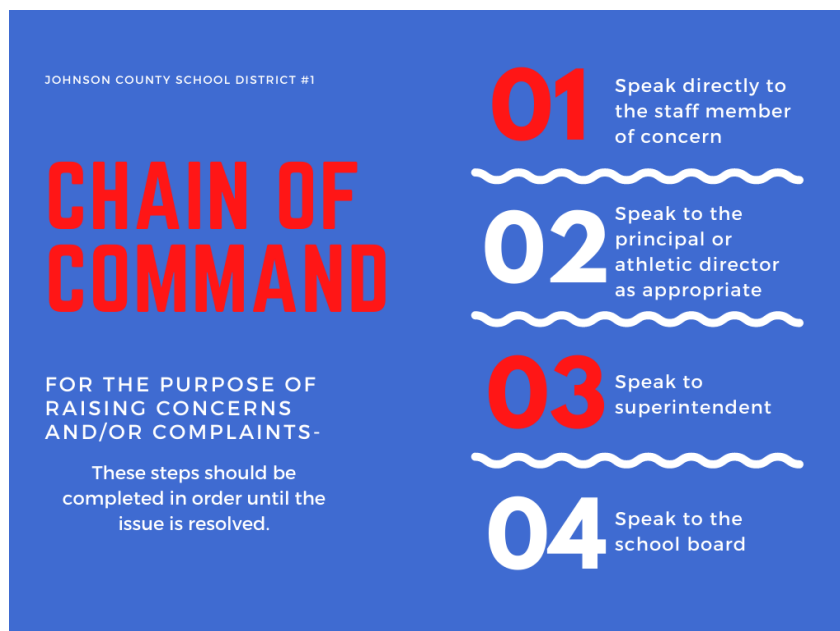 JOHNSON COUNTY SCHOOL DISTRICT #1
CHAIN OF
COMMAND
FOR THE PURPOSE OF
RAISING CONCERNS
AND/OR COMPLAINTS-
These steps should be
completed in order until the
issue is resolved.
01
Speak directly to
the staff member
of concern
02
Speak to the
principal or
athletic director
as appropriate
03
Speak to
superintendent
04
Speak to the
school board